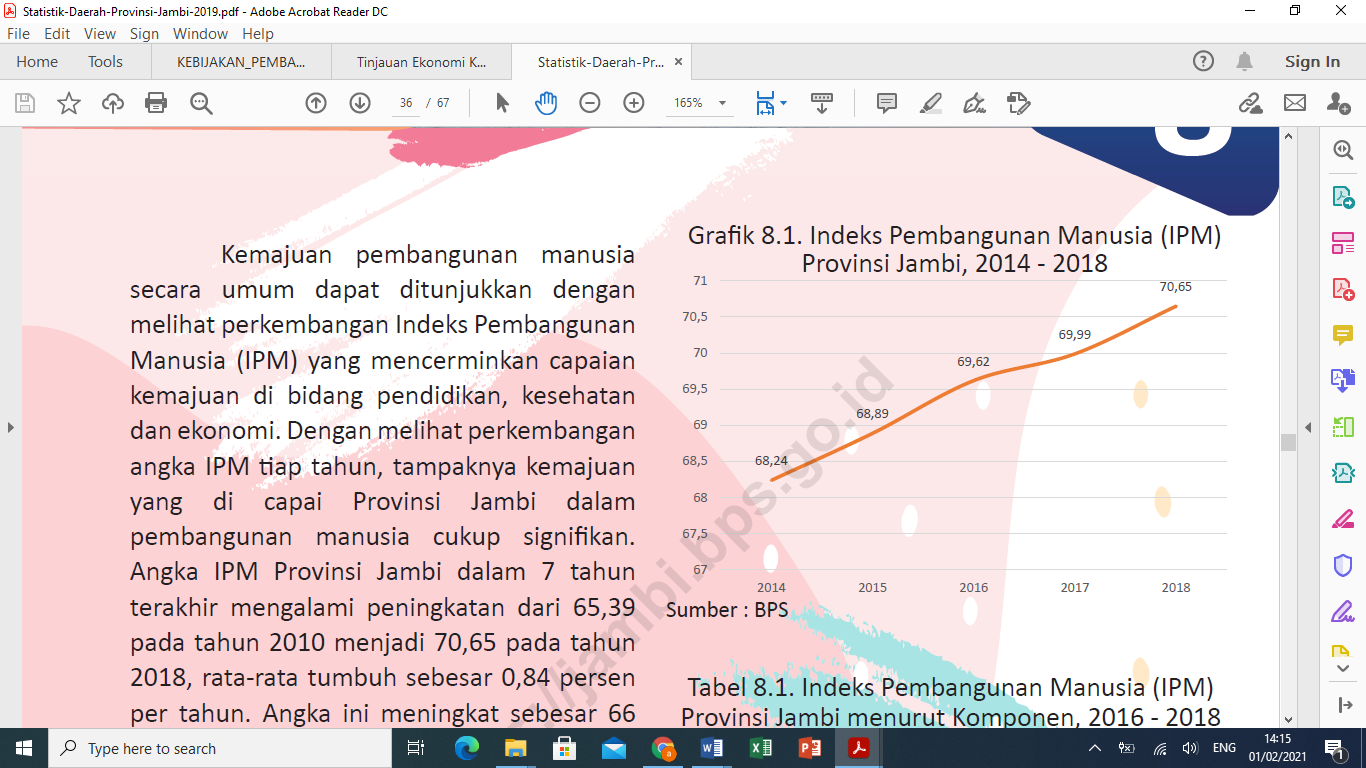 Statistik-Daerah-Provinsi-Jambi-2019.pdf - Adobe Acrobat Reader DC
File Edit View Sign Window Help
Home Tools KEBIJAKAN_PEMBA... Tinjauan Ekonomi K... Statistik-Daerah-Pr... ×
Sign In
36 / 67 165%
Kemajuan pembangunan manusia
secara umum dapat ditunjukkan dengan
melihat perkembangan Indeks Pembangunan
Manusia (IPM) yang mencerminkan capaian
kemajuan di bidang pendidikan, kesehatan
dan ekonomi. Dengan melihat perkembangan
angka IPM tiap tahun, tampaknya kemajuan
yang di capai Provinsi Jambi dalam
pembangunan manusia cukup signifikan.
Angka IPM Provinsi Jambi dalam 7 tahun
terakhir mengalami peningkatan dari 65,39
pada tahun 2010 menjadi 70,65 pada tahun
2018, rata-rata tumbuh sebesar 0,84 persen
per tahun. Angka ini meningkat sebesar 66
Grafik 8.1. Indeks Pembangunan Manusia (IPM)
Provinsi Jambi, 2014 - 2018
71
70,5
70
69,5
69
68,5
68
67,5
67
68,24
68,89
69,62
69,99
70,65
2014 2015 2016 2017 2018
Sumber : BPS
Tabel 8.1. Indeks Pembangunan Manusia (IPM)
Provinsi Jambi menurut Komponen, 2016 - 2018
//jambi.bps.go.id
Type here to search
ENG
14:15
01/02/2021
1